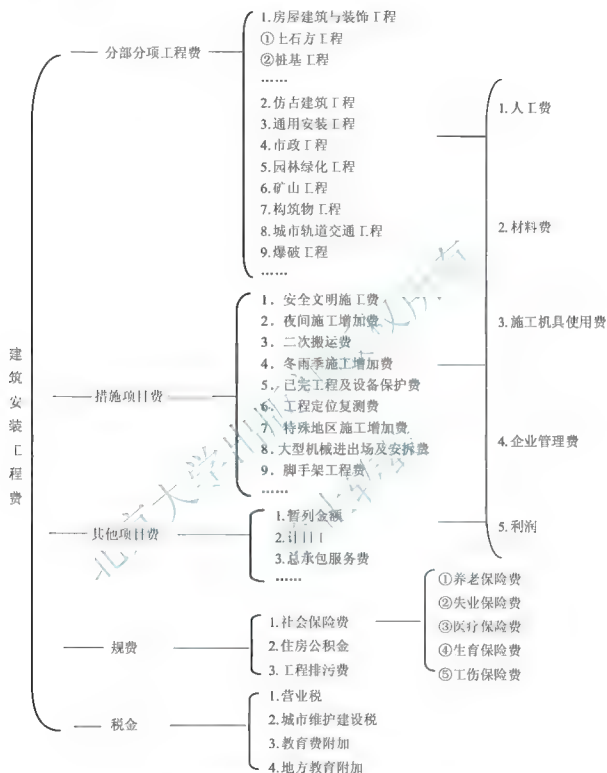 建筑安装工程费
分部分项工程费
1.房屋建筑与装饰工程
①土石方工程
②桩基工程
……
2.仿古建筑工程
3.通用安装工程
4.市政工程
5.园林绿化工程
6.矿山工程
7.构筑物工程
8.城市轨道交通工程
9.爆破工程
……
措施项目费
1. 安全文明施工费
2. 夜间施工增加费
3. 二次搬运费
4. 冬雨季施工增加费
5. 已完工程及设备保护费
6. 工程定位复测费
7. 特殊地区施工增加费
8. 大型机械进出场及安拆费
9. 脚手架工程费
……
其他项目费
1.暂列金额
2.计日工
3.总承包服务费
……
1.人工费
2.材料费
3.施工机具使用费
4.企业管理费
5.利润
规费
1.社会保险费
2.住房公积金
3.工程排污费
①养老保险费
②失业保险费
③医疗保险费
④生育保险费
⑤工伤保险费
税金
1.营业税
2.城市维护建设税
3.教育费附加
4.地方教育附加
北京大学出版社